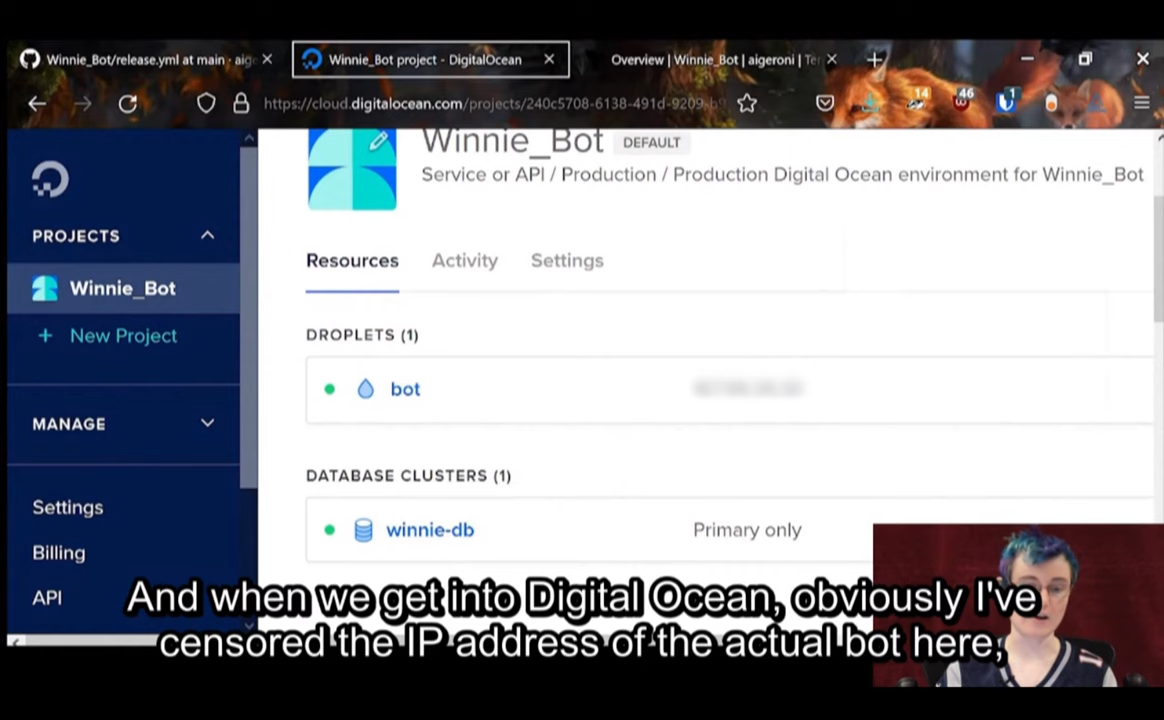 Winnie_Bot/release.yml at main · aige
Winnie_Bot project - DigitalOcean
Overview | Winnie_Bot | aigeroni | Ter
https://cloud.digitalocean.com/projects/240c5708-6138-491d-9209-b9
14
46
1
Winnie_Bot
DEFAULT
Service or API / Production / Production Digital Ocean environment for Winnie_Bot
PROJECTS
Winnie_Bot
+ New Project
MANAGE
Settings
Billing
API
Resources
Activity
Settings
DROPLETS (1)
bot
DATABASE CLUSTERS (1)
winnie-db
Primary only
And when we get into Digital Ocean, obviously I've
censored the IP address of the actual bot here,